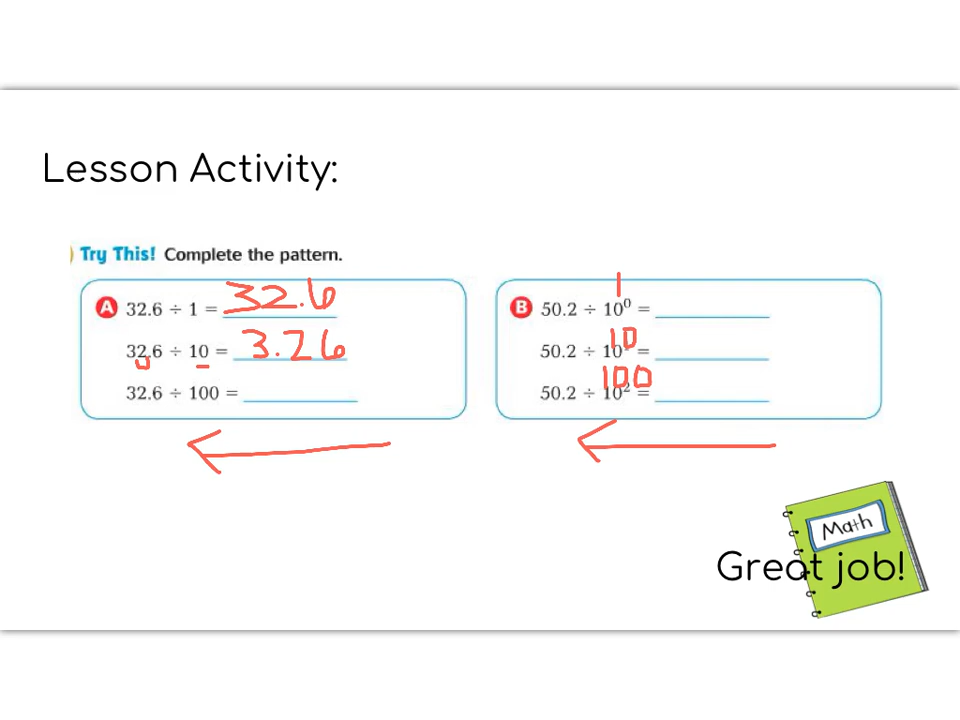 Lesson Activity:
Try This! Complete the pattern.
A 32.6 ÷ 1 = 32.6
32.6 ÷ 10 = 3.26
32.6 ÷ 100 =
1
B 50.2 ÷ 10⁰ =
10
50.2 ÷ 10¹ =
100
50.2 ÷ 10² =
Math
Great job!